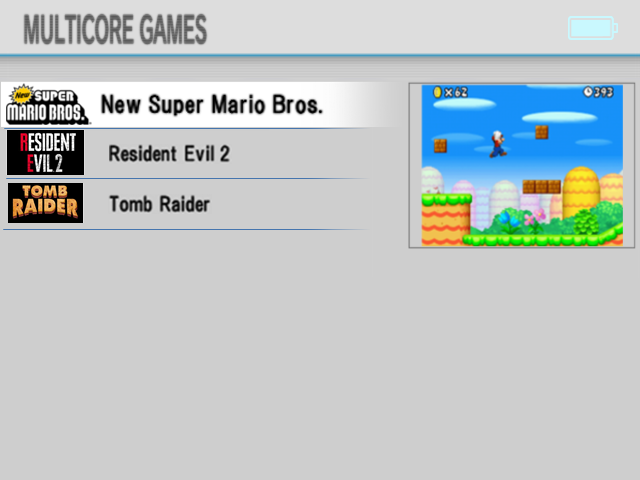 MULTICORE GAMES
New SUPER
MARIO BROS.
New Super Mario Bros.
RESIDENT
EVIL 2
Resident Evil 2
TOMB
RAIDER
Tomb Raider
×62
393